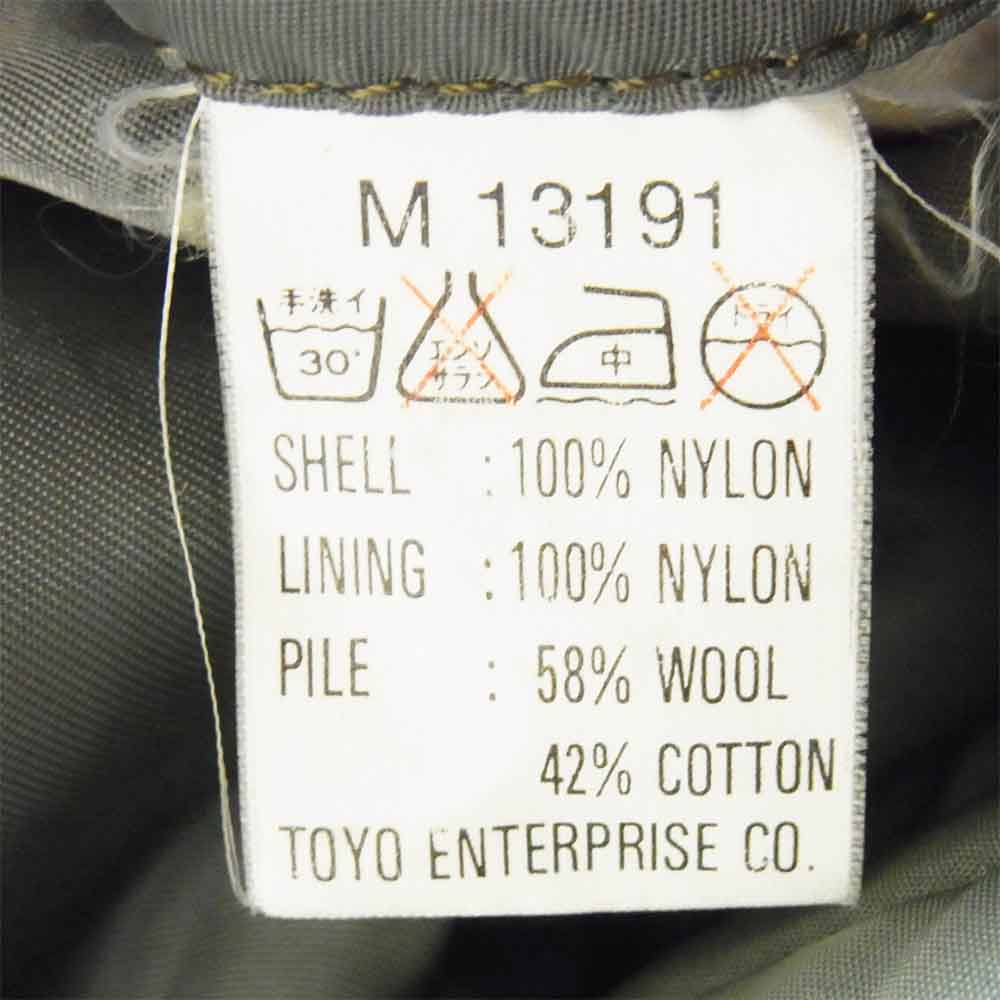 M 13191
手洗イ エンソ 中 ドライ
30° サラシ
SHELL : 100% NYLON
LINING : 100% NYLON
PILE : 58% WOOL
42% COTTON
TOYO ENTERPRISE CO.